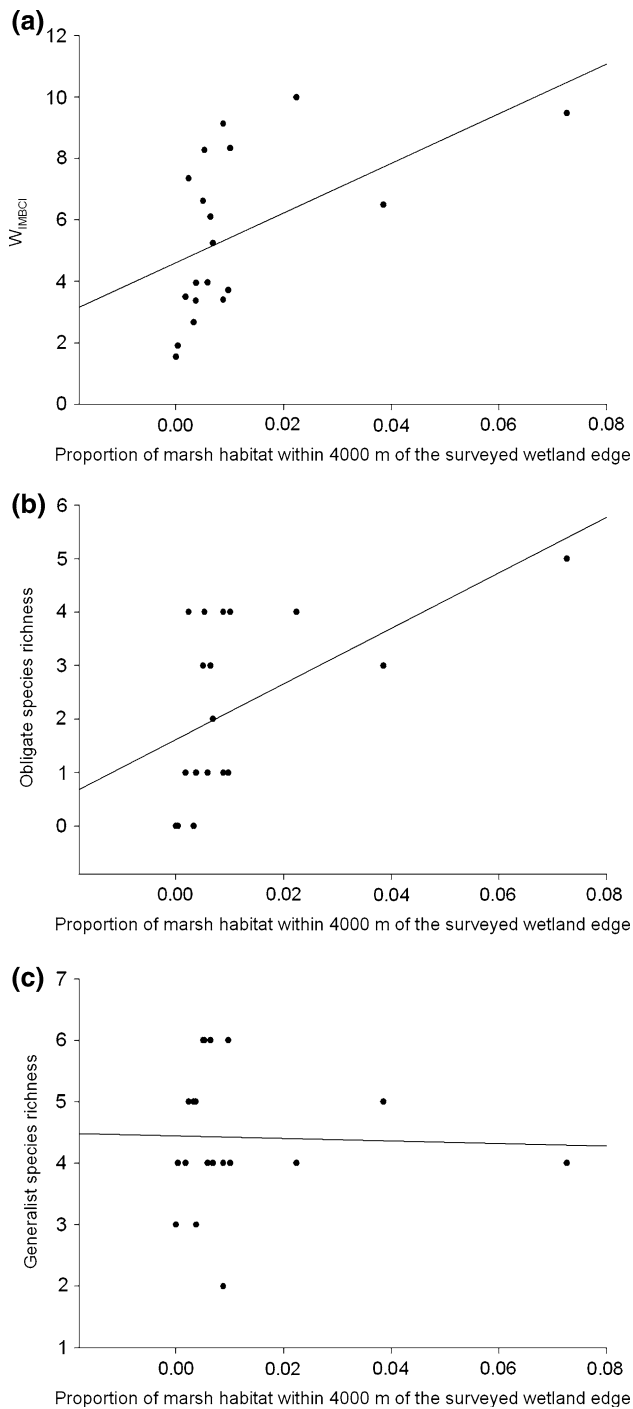 (a)
12
10
8
6
4
2
0
W_IMBCI
0.00 0.02 0.04 0.06 0.08
Proportion of marsh habitat within 4000 m of the surveyed wetland edge
(b)
6
5
4
3
2
1
0
Obligate species richness
0.00 0.02 0.04 0.06 0.08
Proportion of marsh habitat within 4000 m of the surveyed wetland edge
(c)
7
6
5
4
3
2
1
Generalist species richness
0.00 0.02 0.04 0.06 0.08
Proportion of marsh habitat within 4000 m of the surveyed wetland edge